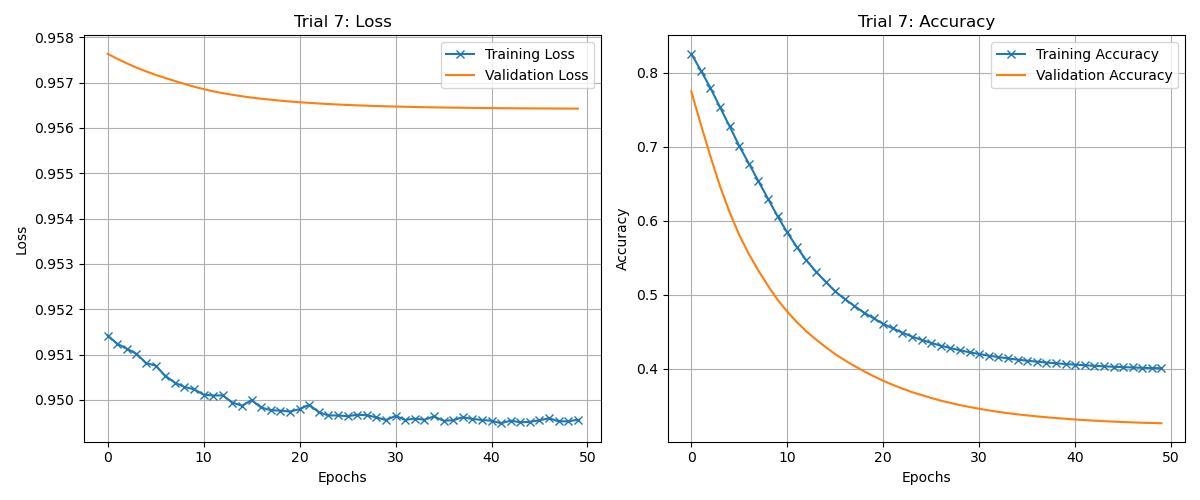 Trial 7: Loss
0.958
0.957
0.956
0.955
0.954
0.953
0.952
0.951
0.950
Loss
0
10
20
30
40
50
Epochs
Training Loss
Validation Loss
Trial 7: Accuracy
0.8
0.7
0.6
0.5
0.4
Accuracy
0
10
20
30
40
50
Epochs
Training Accuracy
Validation Accuracy